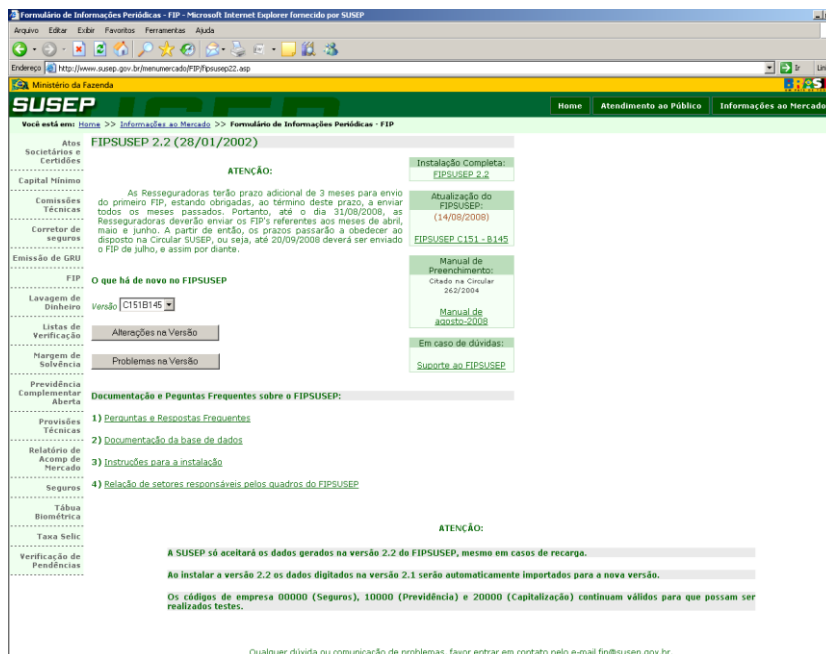 Formulário de Informações Periódicas - FIP - Microsoft Internet Explorer fornecido por SUSEP
Arquivo Editar Exibir Favoritos Ferramentas Ajuda
Endereço http://www.susep.gov.br/menumercado/FIP/fipsusep22.asp Ir
Ministério da Fazenda
SUSEP
Home Atendimento ao Público Informações ao Mercado
Você está em: Home >> Informações ao Mercado >> Formulário de Informações Periódicas - FIP
Atos
Societários e
Certidões
Capital Mínimo
Comissões
Técnicas
Corretor de
seguros
Emissão de GRU
FIP
Lavagem de
Dinheiro
Listas de
Verificação
Margem de
Solvência
Previdência
Complementar
Aberta
Provisões
Técnicas
Relatório de
Acomp de
Mercado
Seguros
Tábua
Biométrica
Taxa Selic
Verificação de
Pendências
FIPSUSEP 2.2 (28/01/2002)
ATENÇÃO:
As Resseguradoras terão prazo adicional de 3 meses para envio
do primeiro FIP, estando obrigadas, ao término deste prazo, a enviar
todos os meses passados. Portanto, até o dia 31/08/2008, as
Resseguradoras deverão enviar os FIP's referentes aos meses de abril,
maio e junho. A partir de então, os prazos passarão a obedecer ao
disposto na Circular SUSEP, ou seja, até 20/09/2008 deverá ser enviado
o FIP de julho, e assim por diante.
O que há de novo no FIPSUSEP
Versão C151B145
Alterações na Versão
Problemas na Versão
Instalação Completa:
FIPSUSEP 2.2
Atualização do
FIPSUSEP:
(14/08/2008)
FIPSUSEP C151 - B145
Manual de
Preenchimento:
Citado na Circular
262/2004
Manual de
agosto-2008
Em caso de dúvidas:
Suporte ao FIPSUSEP
Documentação e Peguntas Frequentes sobre o FIPSUSEP:
1) Perguntas e Respostas Frequentes
2) Documentação da base de dados
3) Instruções para a instalação
4) Relação de setores responsáveis pelos quadros do FIPSUSEP
ATENÇÃO:
A SUSEP só aceitará os dados gerados na versão 2.2 do FIPSUSEP, mesmo em casos de recarga.
Ao instalar a versão 2.2 os dados digitados na versão 2.1 serão automaticamente importados para a nova versão.
Os códigos de empresa 00000 (Seguros), 10000 (Previdência) e 20000 (Capitalização) continuam válidos para que possam ser
realizados testes.
Qualquer dúvida ou comunicação de problemas, favor entrar em contato pelo e-mail fip@susep.gov.br